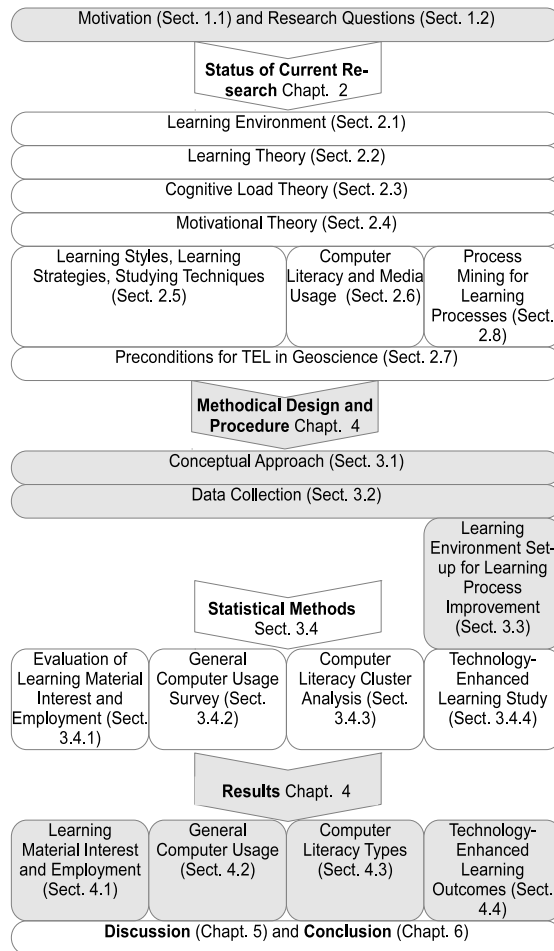 Motivation (Sect. 1.1) and Research Questions (Sect. 1.2)
Status of Current Re-
search Chapt. 2
Learning Environment (Sect. 2.1)
Learning Theory (Sect. 2.2)
Cognitive Load Theory (Sect. 2.3)
Motivational Theory (Sect. 2.4)
Learning Styles, Learning
Strategies, Studying Techniques
(Sect. 2.5)
Computer
Literacy and Media
Usage (Sect. 2.6)
Process
Mining for
Learning
Processes (Sect.
2.8)
Preconditions for TEL in Geoscience (Sect. 2.7)
Methodical Design and
Procedure Chapt. 4
Conceptual Approach (Sect. 3.1)
Data Collection (Sect. 3.2)
Learning
Environment Set-
up for Learning
Process
Improvement
(Sect. 3.3)
Statistical Methods
Sect. 3.4
Evaluation of
Learning Material
Interest and
Employment (Sect.
3.4.1)
General
Computer Usage
Survey (Sect.
3.4.2)
Computer
Literacy Cluster
Analysis (Sect.
3.4.3)
Technology-
Enhanced
Learning Study
(Sect. 3.4.4)
Results Chapt. 4
Learning
Material Interest
and Employment
(Sect. 4.1)
General
Computer Usage
(Sect. 4.2)
Computer
Literacy Types
(Sect. 4.3)
Technology-
Enhanced
Learning
Outcomes (Sect.
4.4)
Discussion (Chapt. 5) and Conclusion (Chapt. 6)